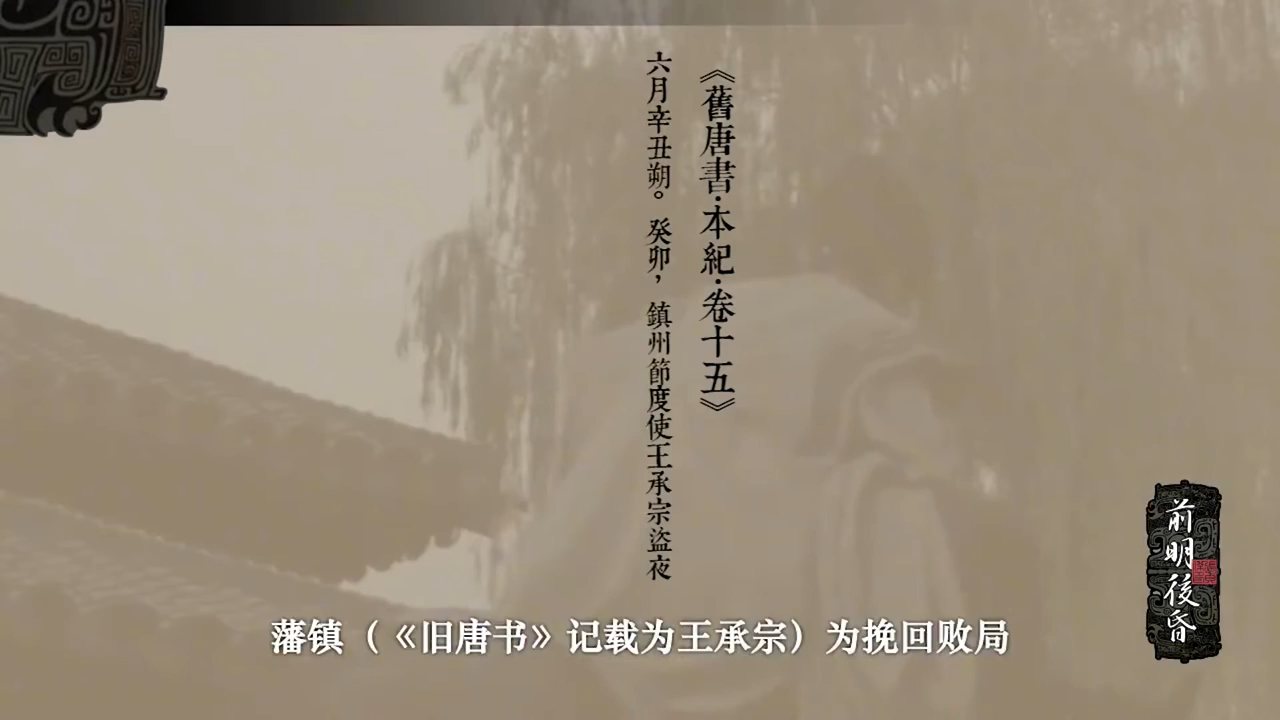 《舊唐書·本紀·卷十五》
六月辛丑朔。癸卯，鎮州節度使王承宗盜夜
藩镇（《旧唐书》记载为王承宗）为挽回败局
前明後昏